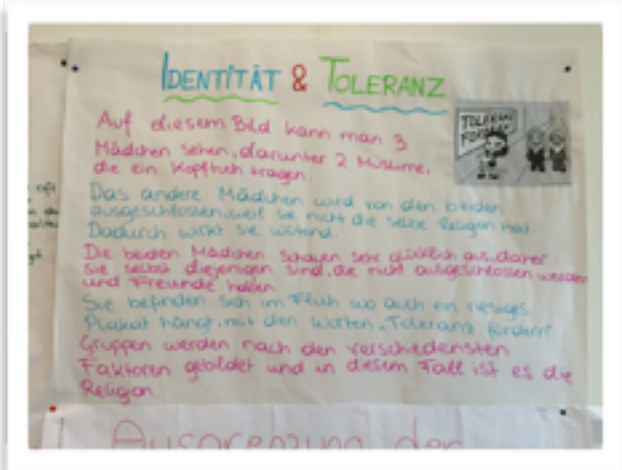 IDENTITÄT & TOLERANZ
Auf diesem Bild kann man 3
Mädchen sehen, darunter 2 Muslime,
die ein Kopftuch tragen.
Das andere Mädchen wird von den beiden
ausgeschlossen, weil sie nicht die selbe Religion hat.
Dadurch wirkt sie wütend.
Die beiden Mädchen schauen sehr glücklich aus, daher
sie selbst diejenigen sind, die nicht ausgeschlossen werden
und Freunde haben.
Sie befinden sich im wo auch ein riesiges
Plakat hängt, mit den Worten „Toleranz fördern“.
Gruppen werden nach den verschiedensten
Faktoren gebildet und in diesem Fall ist es die
Religion.
TOLERANZ
Ausgrenzung der